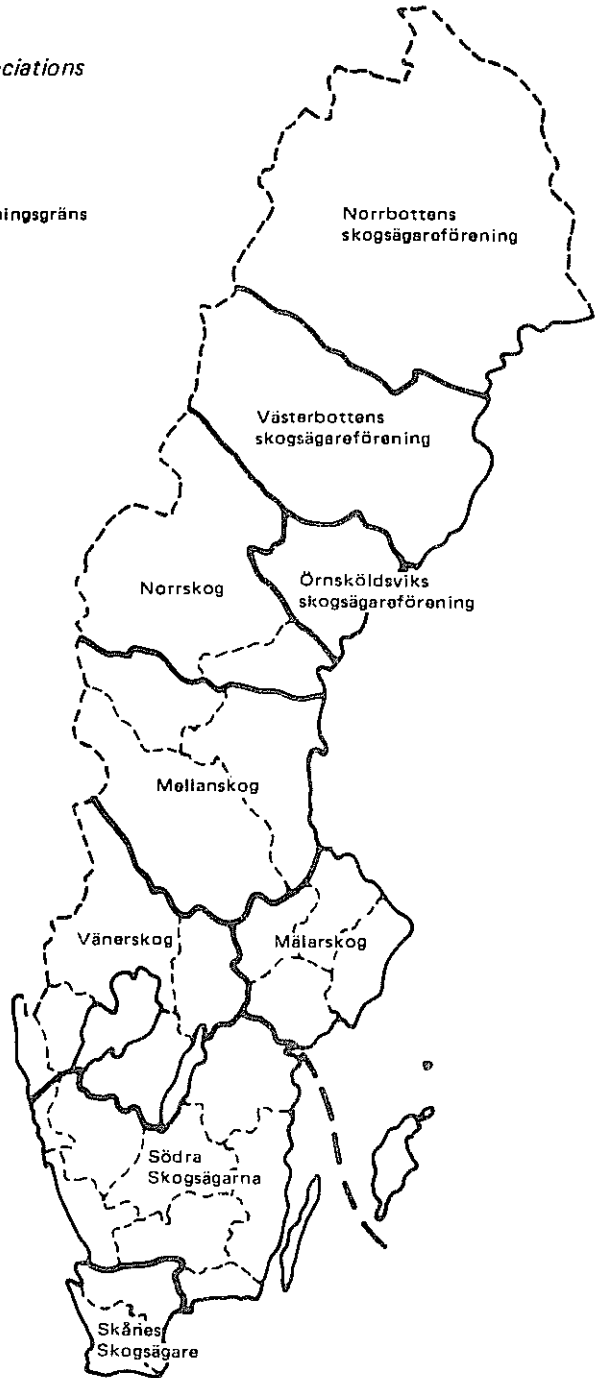 ciations
ningsgräns
Norrbottens
skogsägareförening
Västerbottens
skogsägareförening
Norrskog
Örnsköldsviks
skogsägareförening
Mellanskog
Vänerskog
Mälarskog
Södra
Skogsägarna
Skånes
Skogsägare